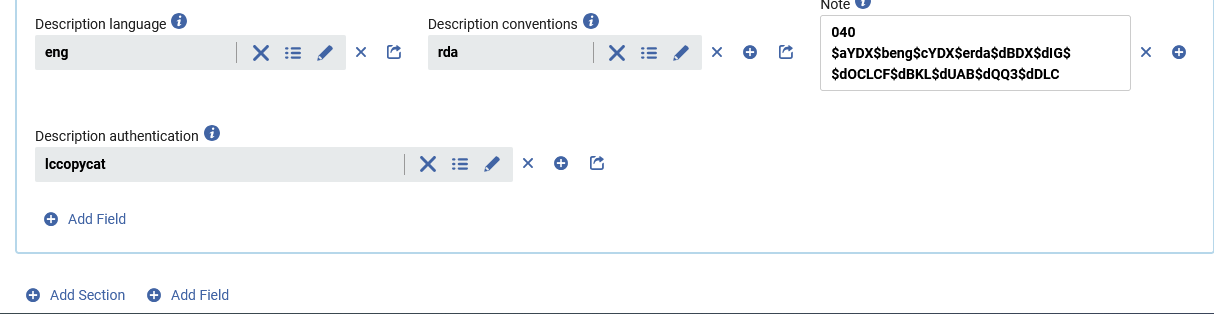 Note
Description language
Description conventions
eng
rda
040
$aYDX$beng$cYDX$erda$dBDX$dIG$
$dOCLCF$dBKL$dUAB$dQQ3$dDLC
Description authentication
lccopycat
Add Field
Add Section
Add Field